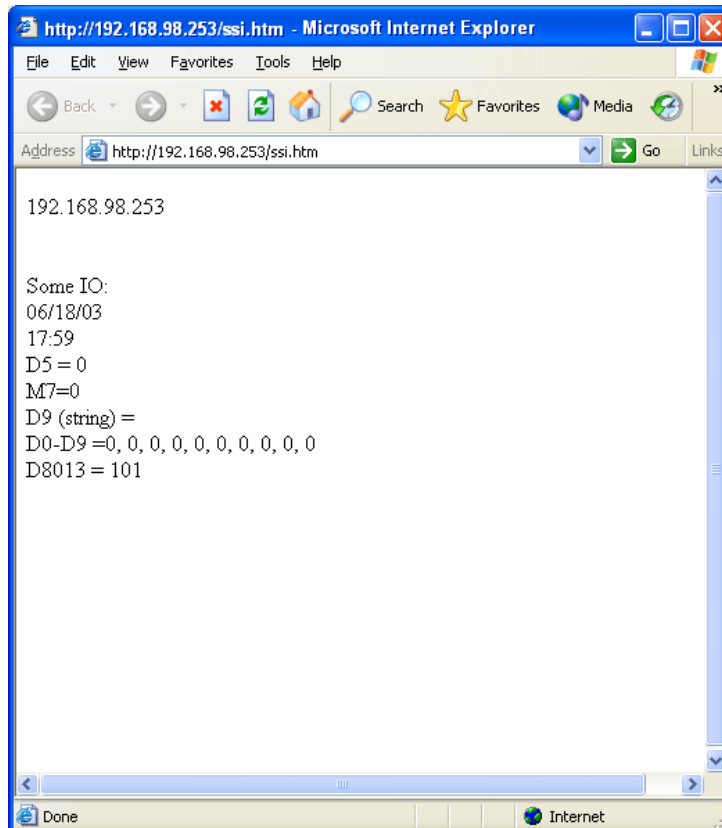 http://192.168.98.253/ssi.htm - Microsoft Internet Explorer
File Edit View Favorites Tools Help
Back Search Favorites Media »
Address http://192.168.98.253/ssi.htm Go Links
192.168.98.253
Some IO:
06/18/03
17:59
D5 = 0
M7=0
D9 (string) =
D0-D9 =0, 0, 0, 0, 0, 0, 0, 0, 0, 0
D8013 = 101
Done Internet